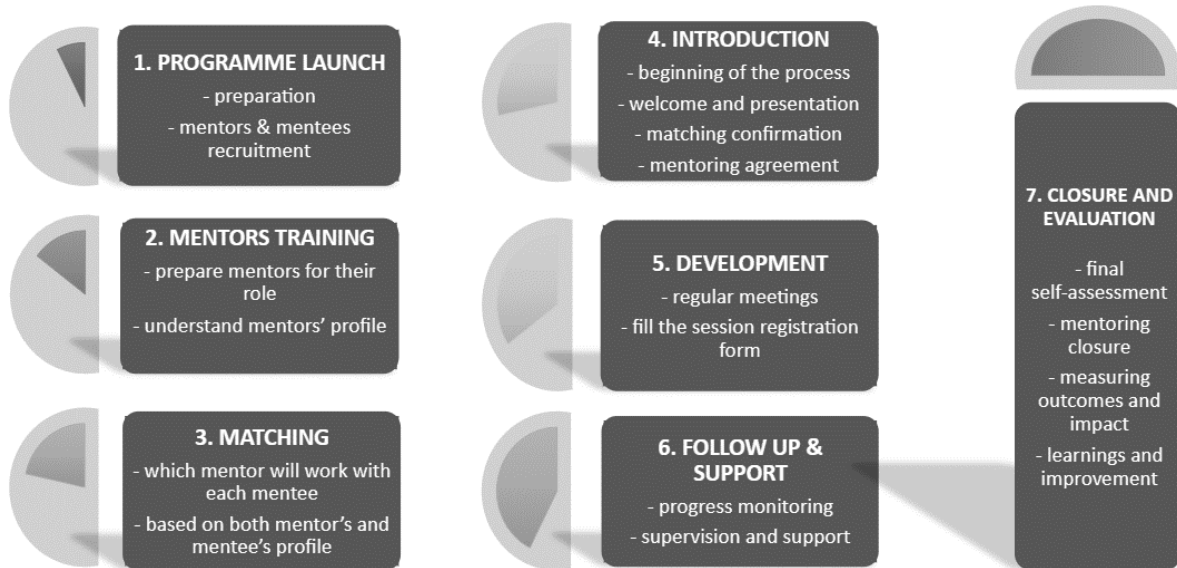 1. PROGRAMME LAUNCH
- preparation
- mentors & mentees
recruitment
2. MENTORS TRAINING
- prepare mentors for their
role
- understand mentors’ profile
3. MATCHING
- which mentor will work with
each mentee
- based on both mentor’s and
mentee’s profile
4. INTRODUCTION
- beginning of the process
- welcome and presentation
- matching confirmation
- mentoring agreement
5. DEVELOPMENT
- regular meetings
- fill the session registration
form
6. FOLLOW UP &
SUPPORT
- progress monitoring
- supervision and support
7. CLOSURE AND
EVALUATION
- final
self-assessment
- mentoring
closure
- measuring
outcomes and
impact
- learnings and
improvement